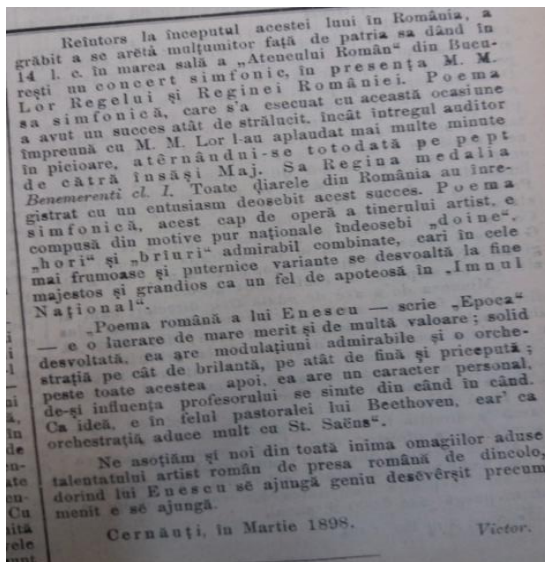 Reîntors la începutul acestei luni în România, a
grăbit a se arëtă mulțumitor față de patria sa dând în
14 l. c. în marea sală a „Ateneului Român“ din Bucu-
rești un concert simfonic, în presența M. M.
Lor Regelui și Reginei României. Poema
sa simfonică, care s'a esecutat cu această ocasiune
a avut un succes atât de strălucit, încât întregul auditor
împreună cu M. M. Lor l-au aplaudat mai multe minute
în picioare, atêrnându-i-se totodată pe pept
de cătră însăși Maj. Sa Regina medalia
Benemerenti cl. I. Toate diarele din România au înre-
gistrat cu un entusiasm deosebit acest succes. Poema
simfonică, acest cap de operă a tinerului artist, e
compusă din motive pur naționale îndeosebi „doine“,
„hori“ și „brîuri“ admirabil combinate, cari în cele
mai frumoase și puternice variante se desvoaltă la fine
majestos și grandios ca un fel de apoteosă în „Imnul
Național“.
„Poema română a lui Enescu — scrie „Epoca“
— e o lucrare de mare merit și de multă valoare; solid
desvoltată, ea are modulațiuni admirabile și o orche-
strație pe cât de brilantă, pe atât de fină și pricepută;
peste toate acestea apoi, ea are un caracter personal,
de-și influența profesorului se simte din când în când.
Ca ideă, e în felul pastoralei lui Beethoven, ear' ca
orchestrație aduce mult cu St. Saëns“.
Ne asoțiăm și noi din toată inima omagiilor aduse
talentatului artist român de presa română de dincolo,
dorind lui Enescu së ajungă geniu desëvêrșit precum
menit e së ajungă.
Cernăuți, în Martie 1898.
Victor.